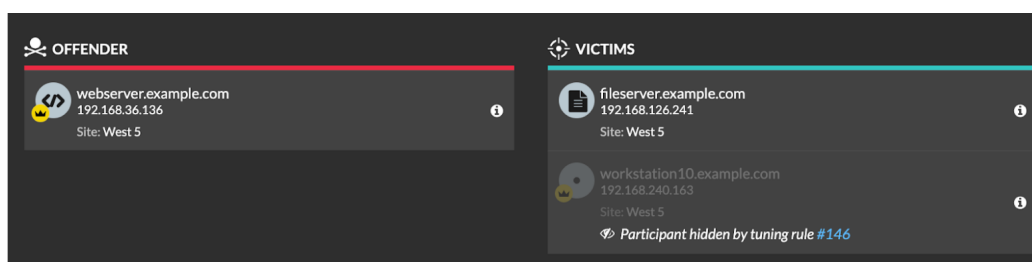 OFFENDER
webserver.example.com
192.168.36.136
Site: West 5
VICTIMS
fileserver.example.com
192.168.126.241
Site: West 5
workstation10.example.com
192.168.240.163
Site: West 5
Participant hidden by tuning rule #146